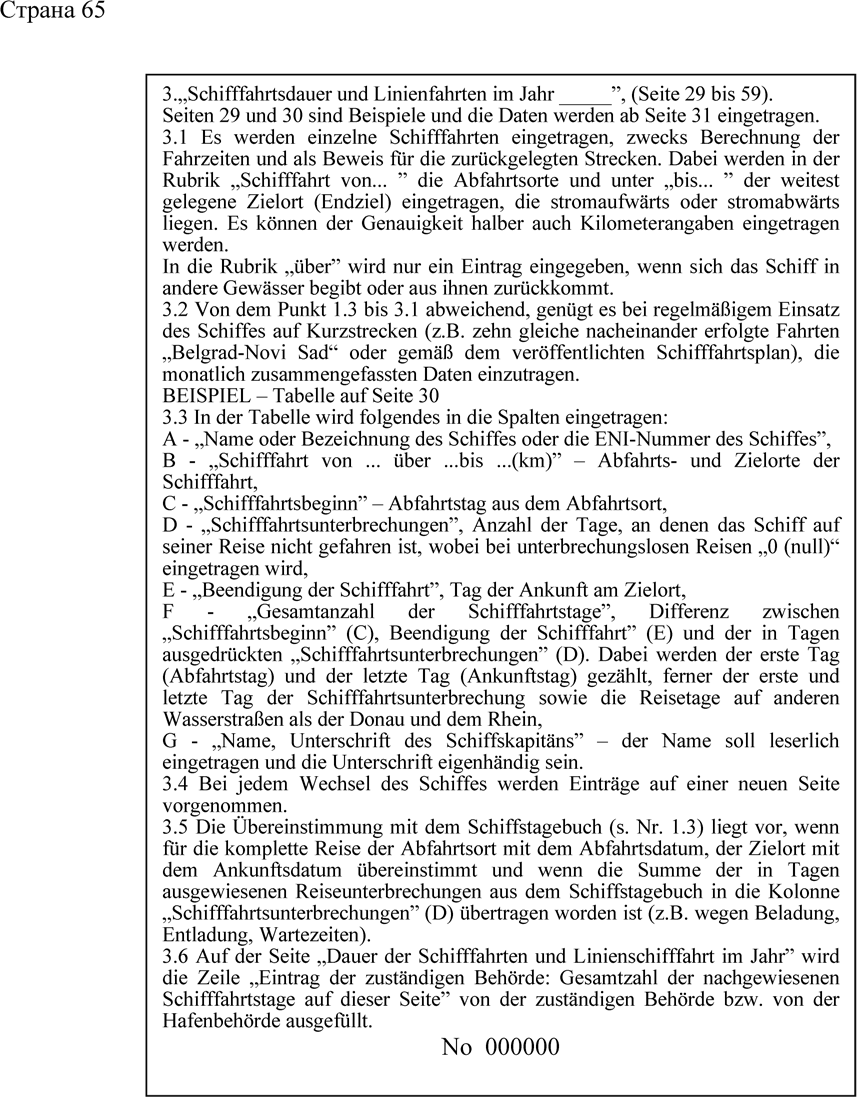 Страна 65
3.„Schifffahrtsdauer und Linienfahrten im Jahr _____”, (Seite 29 bis 59).
Seiten 29 und 30 sind Beispiele und die Daten werden ab Seite 31 eingetragen.
3.1 Es werden einzelne Schifffahrten eingetragen, zwecks Berechnung der
Fahrzeiten und als Beweis für die zurückgelegten Strecken. Dabei werden in der
Rubrik „Schifffahrt von... ” die Abfahrtsorte und unter „bis... ” der weitest
gelegene Zielort (Endziel) eingetragen, die stromaufwärts oder stromabwärts
liegen. Es können der Genauigkeit halber auch Kilometerangaben eingetragen
werden.
In die Rubrik „über” wird nur ein Eintrag eingegeben, wenn sich das Schiff in
andere Gewässer begibt oder aus ihnen zurückkommt.
3.2 Von dem Punkt 1.3 bis 3.1 abweichend, genügt es bei regelmäßigem Einsatz
des Schiffes auf Kurzstrecken (z.B. zehn gleiche nacheinander erfolgte Fahrten
„Belgrad-Novi Sad“ oder gemäß dem veröffentlichten Schifffahrtsplan), die
monatlich zusammengefassten Daten einzutragen.
BEISPIEL – Tabelle auf Seite 30
3.3 In der Tabelle wird folgendes in die Spalten eingetragen:
A - „Name oder Bezeichnung des Schiffes oder die ENI-Nummer des Schiffes”,
B - „Schifffahrt von ... über ...bis ...(km)” – Abfahrts- und Zielorte der
Schifffahrt,
C - „Schifffahrtsbeginn” – Abfahrtstag aus dem Abfahrtsort,
D - „Schifffahrtsunterbrechungen”, Anzahl der Tage, an denen das Schiff auf
seiner Reise nicht gefahren ist, wobei bei unterbrechungslosen Reisen „0 (null)“
eingetragen wird,
E - „Beendigung der Schifffahrt”, Tag der Ankunft am Zielort,
F - „Gesamtanzahl der Schifffahrtstage”, Differenz zwischen
„Schifffahrtsbeginn” (C), Beendigung der Schifffahrt” (E) und der in Tagen
ausgedrückten „Schifffahrtsunterbrechungen” (D). Dabei werden der erste Tag
(Abfahrtstag) und der letzte Tag (Ankunftstag) gezählt, ferner der erste und
letzte Tag der Schifffahrtsunterbrechung sowie die Reisetage auf anderen
Wasserstraßen als der Donau und dem Rhein,
G - „Name, Unterschrift des Schiffskapitäns” – der Name soll leserlich
eingetragen und die Unterschrift eigenhändig sein.
3.4 Bei jedem Wechsel des Schiffes werden Einträge auf einer neuen Seite
vorgenommen.
3.5 Die Übereinstimmung mit dem Schiffstagebuch (s. Nr. 1.3) liegt vor, wenn
für die komplette Reise der Abfahrtsort mit dem Abfahrtsdatum, der Zielort mit
dem Ankunftsdatum übereinstimmt und wenn die Summe der in Tagen
ausgewiesenen Reiseunterbrechungen aus dem Schiffstagebuch in die Kolonne
„Schifffahrtsunterbrechungen” (D) übertragen worden ist (z.B. wegen Beladung,
Entladung, Wartezeiten).
3.6 Auf der Seite „Dauer der Schifffahrten und Linienschifffahrt im Jahr” wird
die Zeile „Eintrag der zuständigen Behörde: Gesamtzahl der nachgewiesenen
Schifffahrtstage auf dieser Seite” von der zuständigen Behörde bzw. von der
Hafenbehörde ausgefüllt.
No 000000